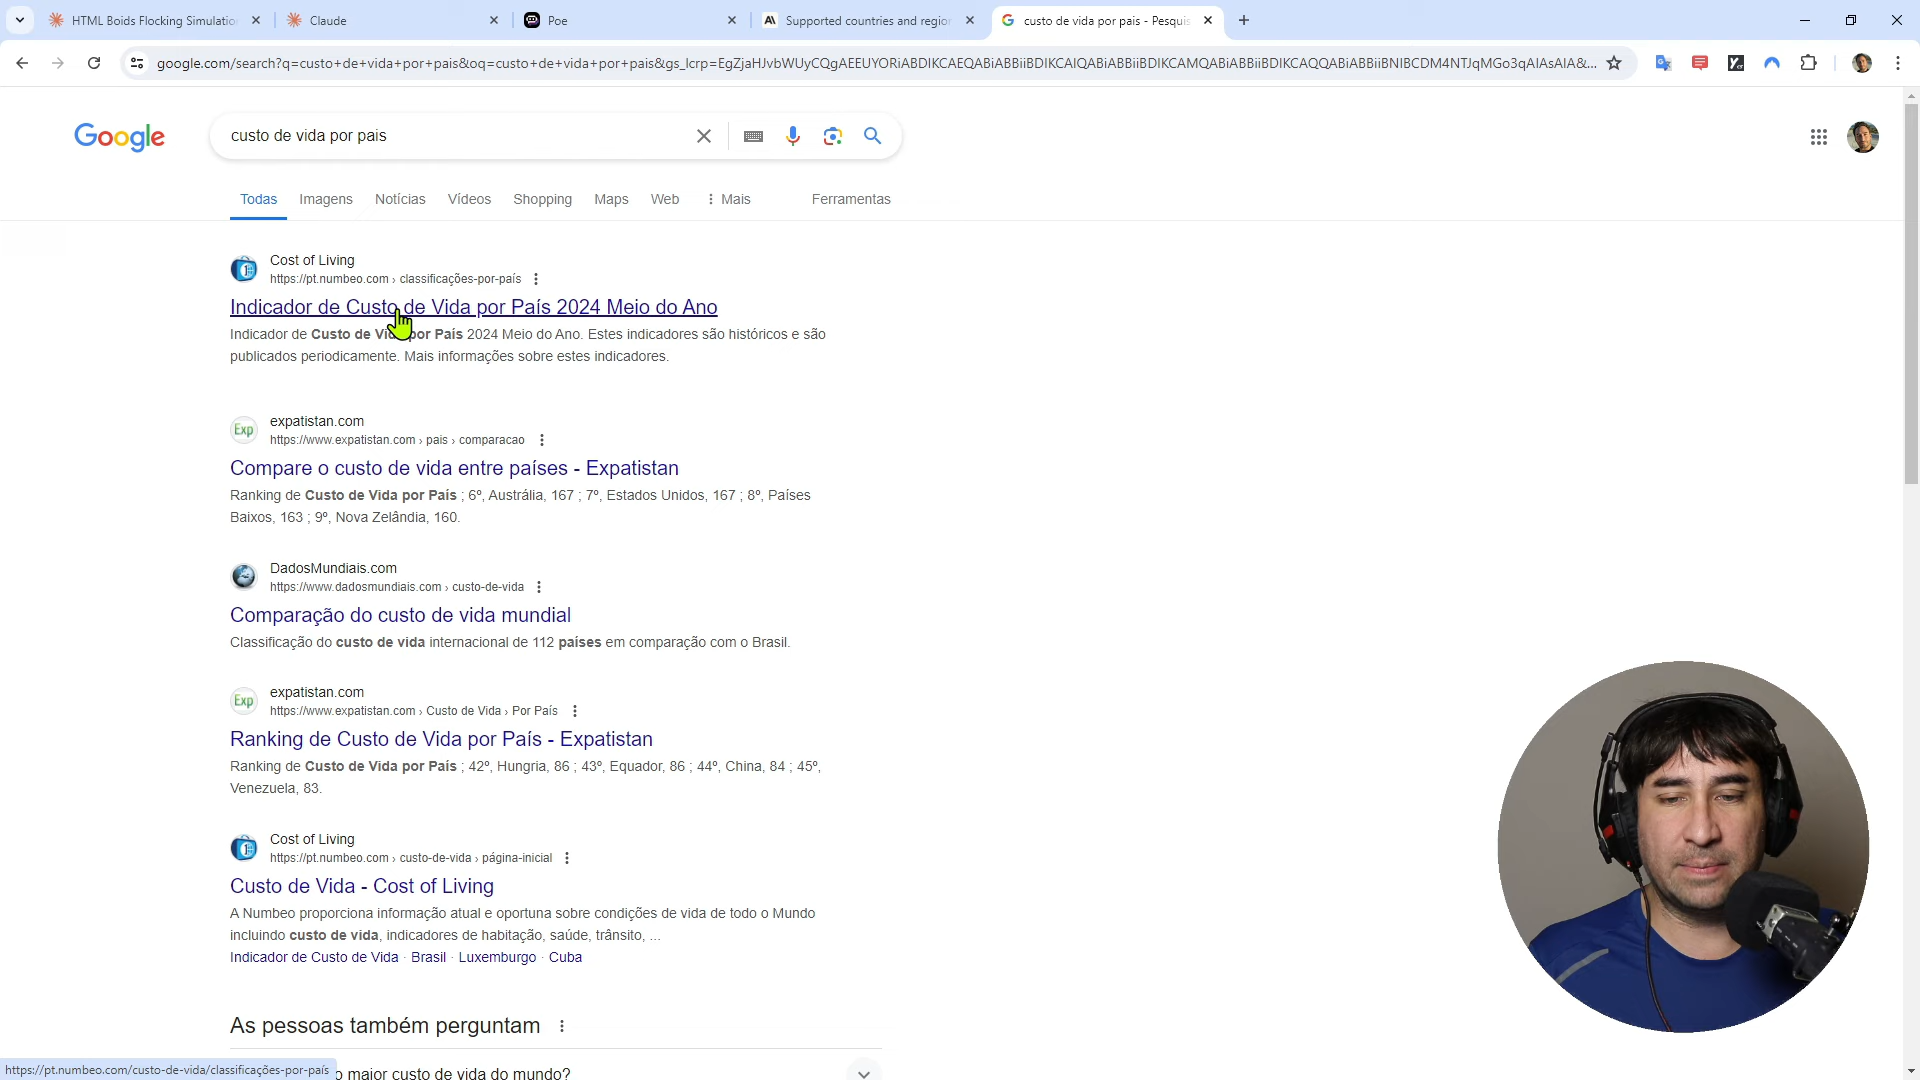 HTML Boids Flocking Simulatio
Claude
Poe
Supported countries and region
custo de vida por pais - Pesquis
google.com/search?q=custo+de+vida+por+pais&oq=custo+de+vida+por+pais&gs_lcrp=
Google
custo de vida por pais
Todas
Imagens
Notícias
Vídeos
Shopping
Maps
Web
Mais
Ferramentas
Cost of Living
https://pt.numbeo.com › classificações-por-país
Indicador de Custo de Vida por País 2024 Meio do Ano
Indicador de Custo de Vida por País 2024 Meio do Ano. Estes indicadores são históricos e são
publicados periodicamente. Mais informações sobre estes indicadores.
Exp
expatistan.com
https://www.expatistan.com › pais › comparacao
Compare o custo de vida entre países - Expatistan
Ranking de Custo de Vida por País ; 6º, Austrália, 167 ; 7º, Estados Unidos, 167 ; 8º, Países
Baixos, 163 ; 9º, Nova Zelândia, 160.
DadosMundiais.com
https://www.dadosmundiais.com › custo-de-vida
Comparação do custo de vida mundial
Classificação do custo de vida internacional de 112 países em comparação com o Brasil.
Exp
expatistan.com
https://www.expatistan.com › Custo de Vida › Por País
Ranking de Custo de Vida por País - Expatistan
Ranking de Custo de Vida por País ; 42º, Hungria, 86 ; 43º, Equador, 86 ; 44º, China, 84 ; 45º,
Venezuela, 83.
Cost of Living
https://pt.numbeo.com › custo-de-vida › página-inicial
Custo de Vida - Cost of Living
A Numbeo proporciona informação atual e oportuna sobre condições de vida de todo o Mundo
incluindo custo de vida, indicadores de habitação, saúde, trânsito, ...
Indicador de Custo de Vida · Brasil · Luxemburgo · Cuba
As pessoas também perguntam
https://pt.numbeo.com/custo-de-vida/classificações-por-país
o maior custo de vida do mundo?